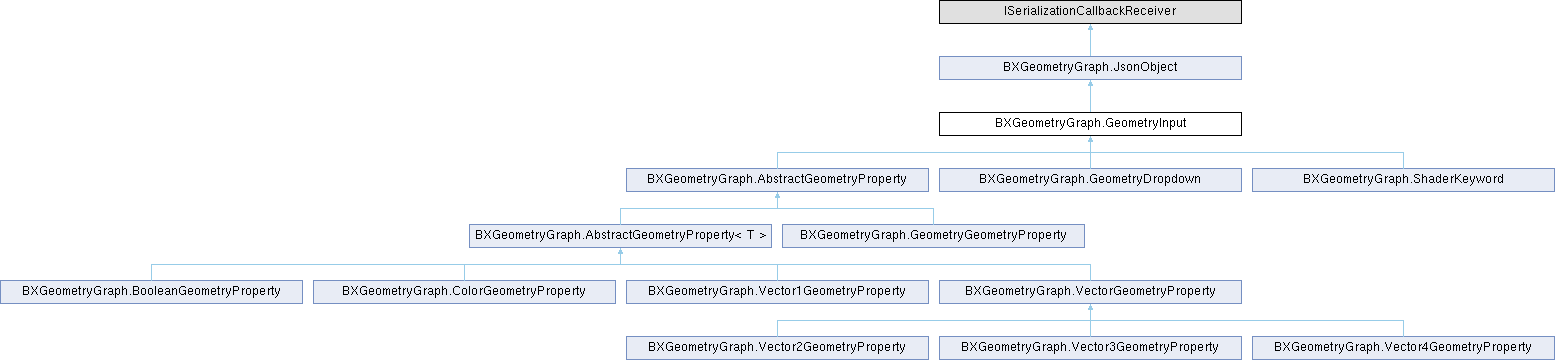 ISerializationCallbackReceiver
BXGeometryGraph.JsonObject
BXGeometryGraph.GeometryInput
BXGeometryGraph.AbstractGeometryProperty
BXGeometryGraph.GeometryDropdown
BXGeometryGraph.ShaderKeyword
BXGeometryGraph.AbstractGeometryProperty< T >
BXGeometryGraph.GeometryGeometryProperty
BXGeometryGraph.BooleanGeometryProperty
BXGeometryGraph.ColorGeometryProperty
BXGeometryGraph.Vector1GeometryProperty
BXGeometryGraph.VectorGeometryProperty
BXGeometryGraph.Vector2GeometryProperty
BXGeometryGraph.Vector3GeometryProperty
BXGeometryGraph.Vector4GeometryProperty